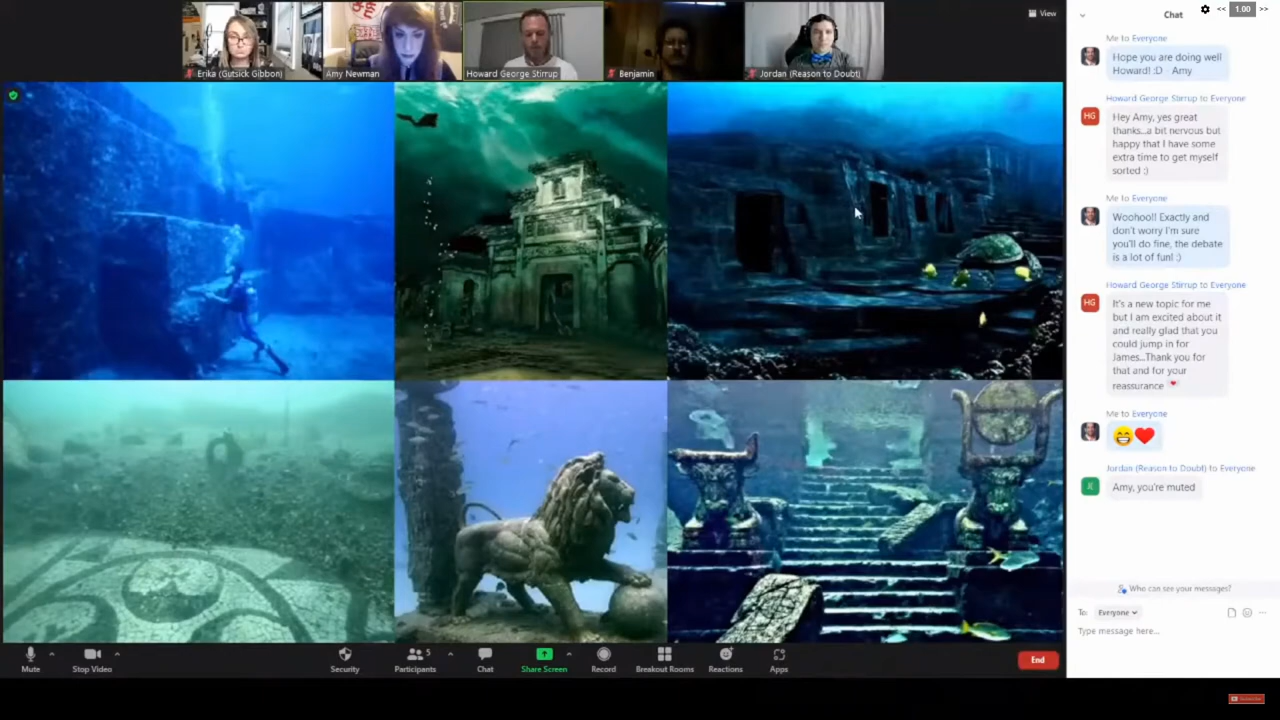 View
Erika (Gutsick Gibbon)
Amy Newman
Howard George Stirrup
Benjamin
Jordan (Reason to Doubt)
Chat
<< 1.00 >>
Me to Everyone
Hope you are doing well
Howard! :D - Amy
Howard George Stirrup to Everyone
HG
Hey Amy, yes great
thanks...a bit nervous but
happy that I have some
extra time to get myself
sorted :)
Me to Everyone
Woohoo!! Exactly and
don't worry I'm sure
you'll do fine, the debate
is a lot of fun! :)
Howard George Stirrup to Everyone
HG
It's a new topic for me
but I am excited about it
and really glad that you
could jump in for
James...Thank you for
that and for your
reassurance ❤
Me to Everyone
😁❤
Jordan (Reason to Doubt) to Everyone
Amy, you're muted
Who can see your messages?
To: Everyone
Type message here...
Mute
Stop Video
Security
Participants 5
Chat
Share Screen
Record
Breakout Rooms
Reactions
Apps
End